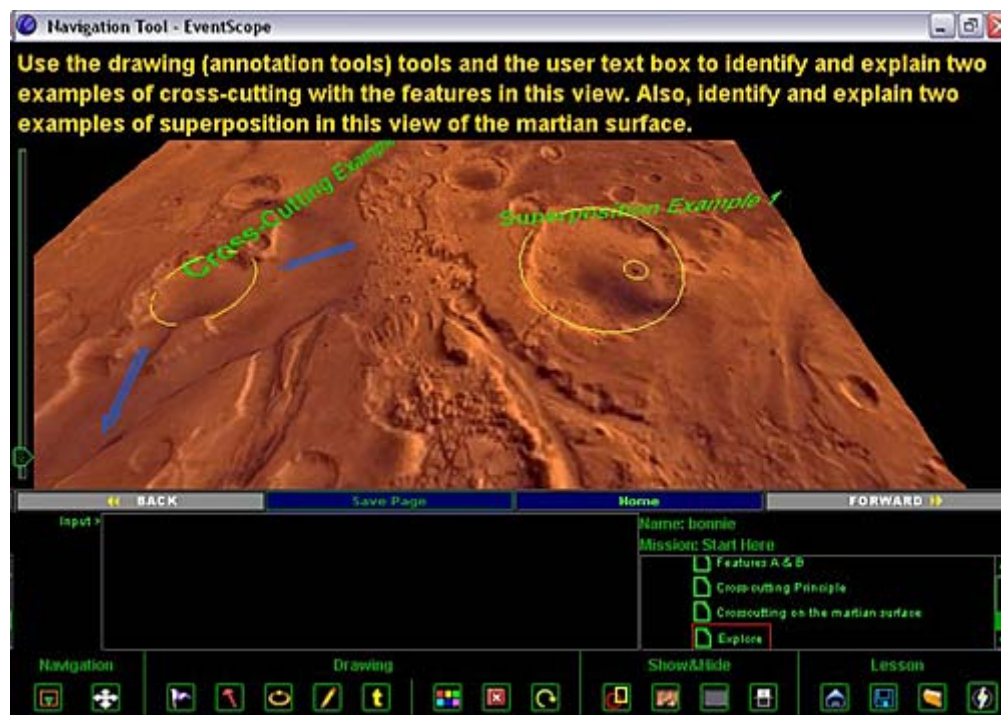 Navigation Tool - EventScope
Use the drawing (annotation tools) tools and the user text box to identify and explain two
examples of cross-cutting with the features in this view. Also, identify and explain two
examples of superposition in this view of the martian surface.
Cross-Cutting Example
Superposition Example 1
BACK
Save Page
Home
FORWARD
Input >
Name: bonnie
Mission: Start Here
Features A & B
Cross-cutting Principle
Crosscutting on the martian surface
Explore
Navigation
Drawing
Show&Hide
Lesson
t